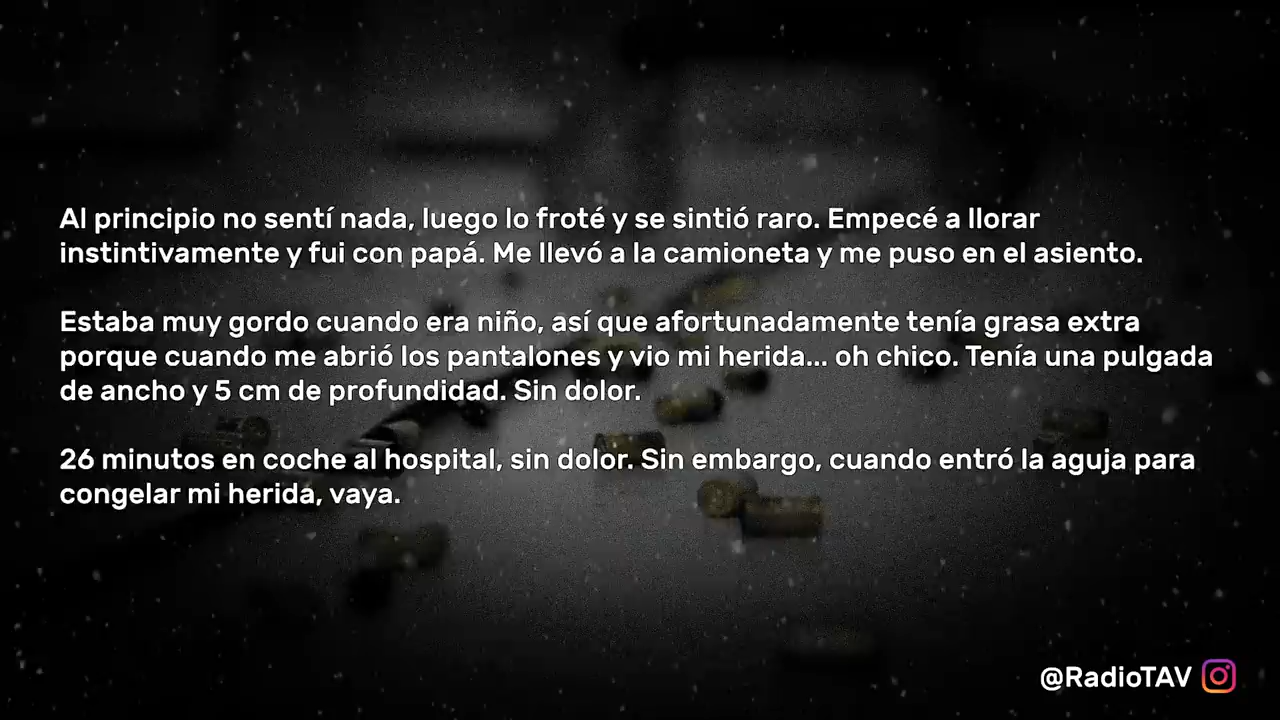 Al principio no sentí nada, luego lo froté y se sintió raro. Empecé a llorar
instintivamente y fui con papá. Me llevó a la camioneta y me puso en el asiento.
Estaba muy gordo cuando era niño, así que afortunadamente tenía grasa extra
porque cuando me abrió los pantalones y vio mi herida... oh chico. Tenía una pulgada
de ancho y 5 cm de profundidad. Sin dolor.
26 minutos en coche al hospital, sin dolor. Sin embargo, cuando entró la aguja para
congelar mi herida, vaya.
@RadioTAV